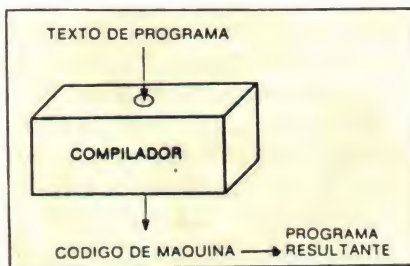 TEXTO DE PROGRAMA
COMPILADOR
CODIGO DE MAQUINA
PROGRAMA
RESULTANTE